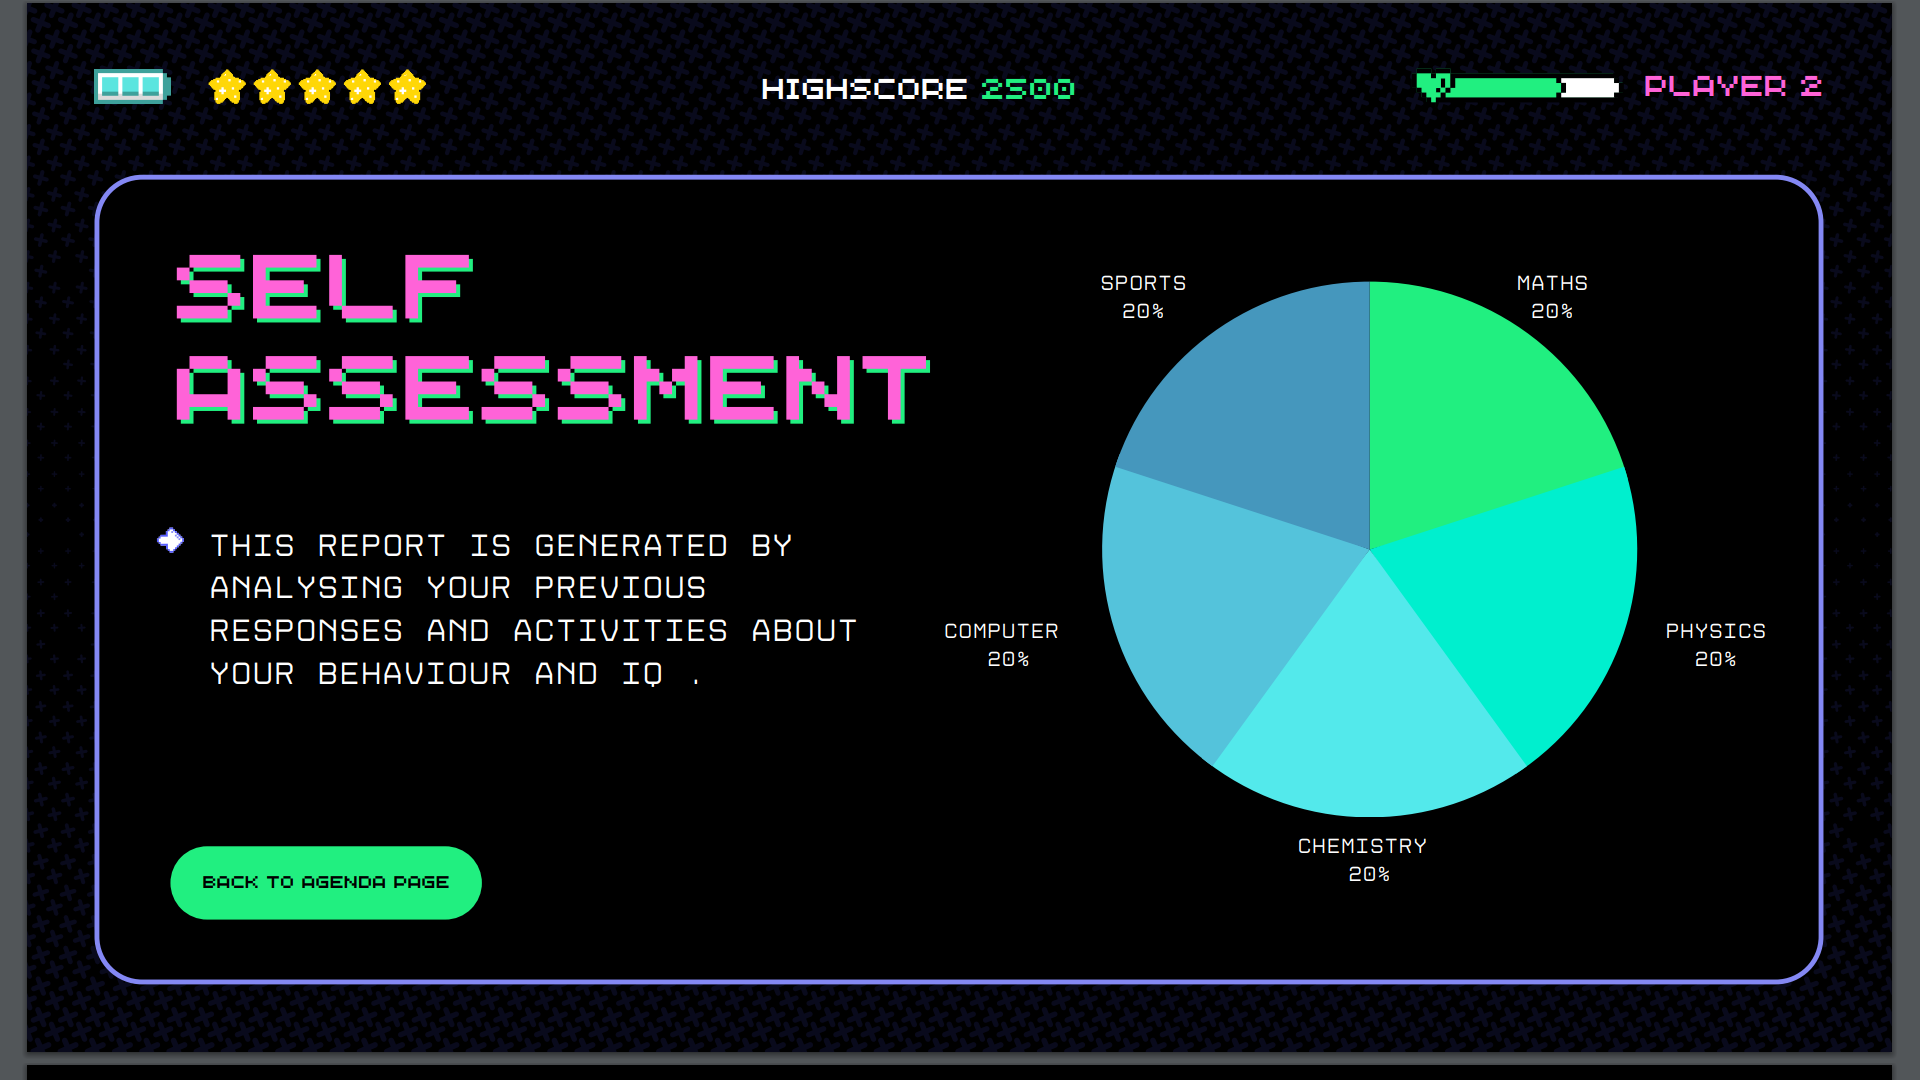 HIGHSCORE 2500
PLAYER 2
SELF
ASSESSMENT
THIS REPORT IS GENERATED BY
ANALYSING YOUR PREVIOUS
RESPONSES AND ACTIVITIES ABOUT
YOUR BEHAVIOUR AND IQ .
BACK TO AGENDA PAGE
SPORTS
20%
MATHS
20%
COMPUTER
20%
PHYSICS
20%
CHEMISTRY
20%